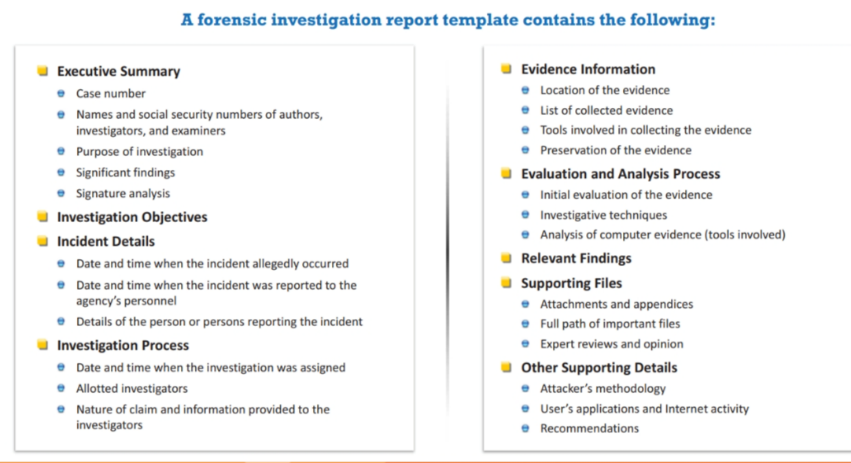 A forensic investigation report template contains the following:
Executive Summary
Case number
Names and social security numbers of authors,
investigators, and examiners
Purpose of investigation
Significant findings
Signature analysis
Investigation Objectives
Incident Details
Date and time when the incident allegedly occurred
Date and time when the incident was reported to the
agency's personnel
Details of the person or persons reporting the incident
Investigation Process
Date and time when the investigation was assigned
Allotted investigators
Nature of claim and information provided to the
investigators
Evidence Information
Location of the evidence
List of collected evidence
Tools involved in collecting the evidence
Preservation of the evidence
Evaluation and Analysis Process
Initial evaluation of the evidence
Investigative techniques
Analysis of computer evidence (tools involved)
Relevant Findings
Supporting Files
Attachments and appendices
Full path of important files
Expert reviews and opinion
Other Supporting Details
Attacker's methodology
User's applications and Internet activity
Recommendations